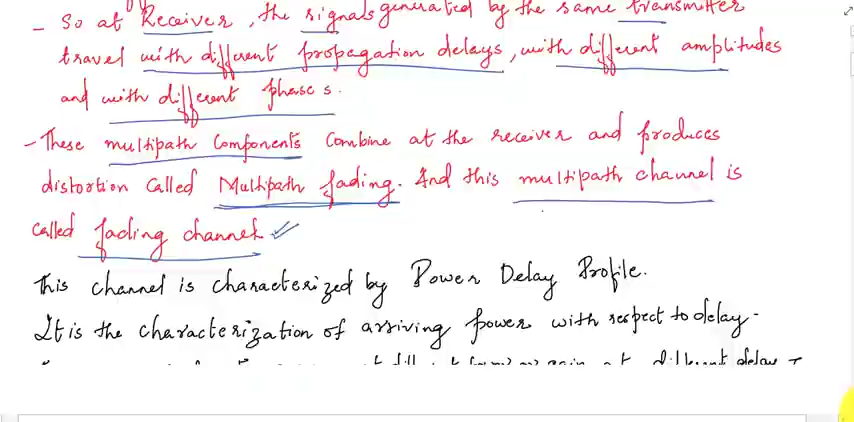 - So at Receiver, the signals generated by the same transmitter
travel with different propagation delays, with different amplitudes
and with different phases.
- These multipath components combine at the receiver and produces
distortion called Multipath fading. And this multipath channel is
called fading channel
This channel is characterized by Power Delay Profile.
It is the characterization of arriving power with respect to delay.
at different delay